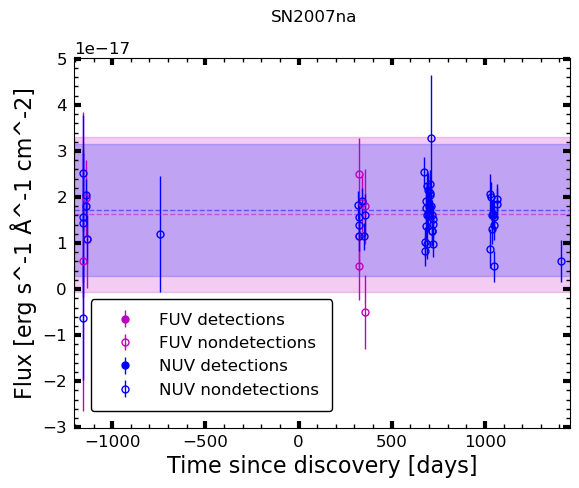 SN2007na
1e−17
5
4
3
2
1
0
−1
−2
−3
Flux [erg s^-1 Å^-1 cm^-2]
FUV detections
FUV nondetections
NUV detections
NUV nondetections
−1000 −500 0 500 1000
Time since discovery [days]